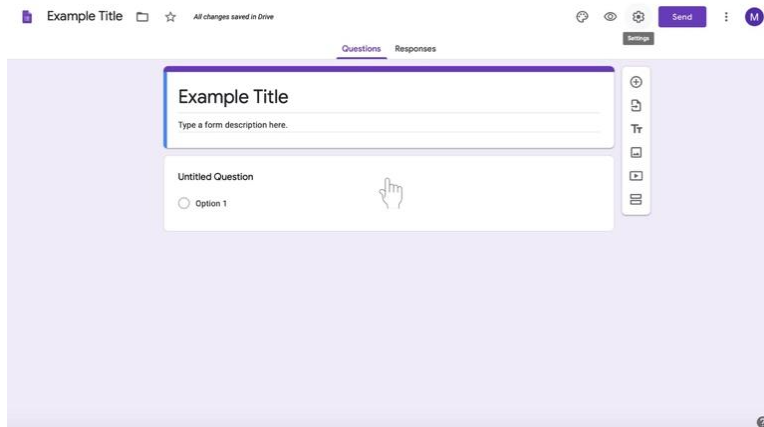 Example Title
All changes saved in Drive
Send
M
Settings
Questions
Responses
Example Title
Type a form description here.
Tт
Untitled Question
Option 1